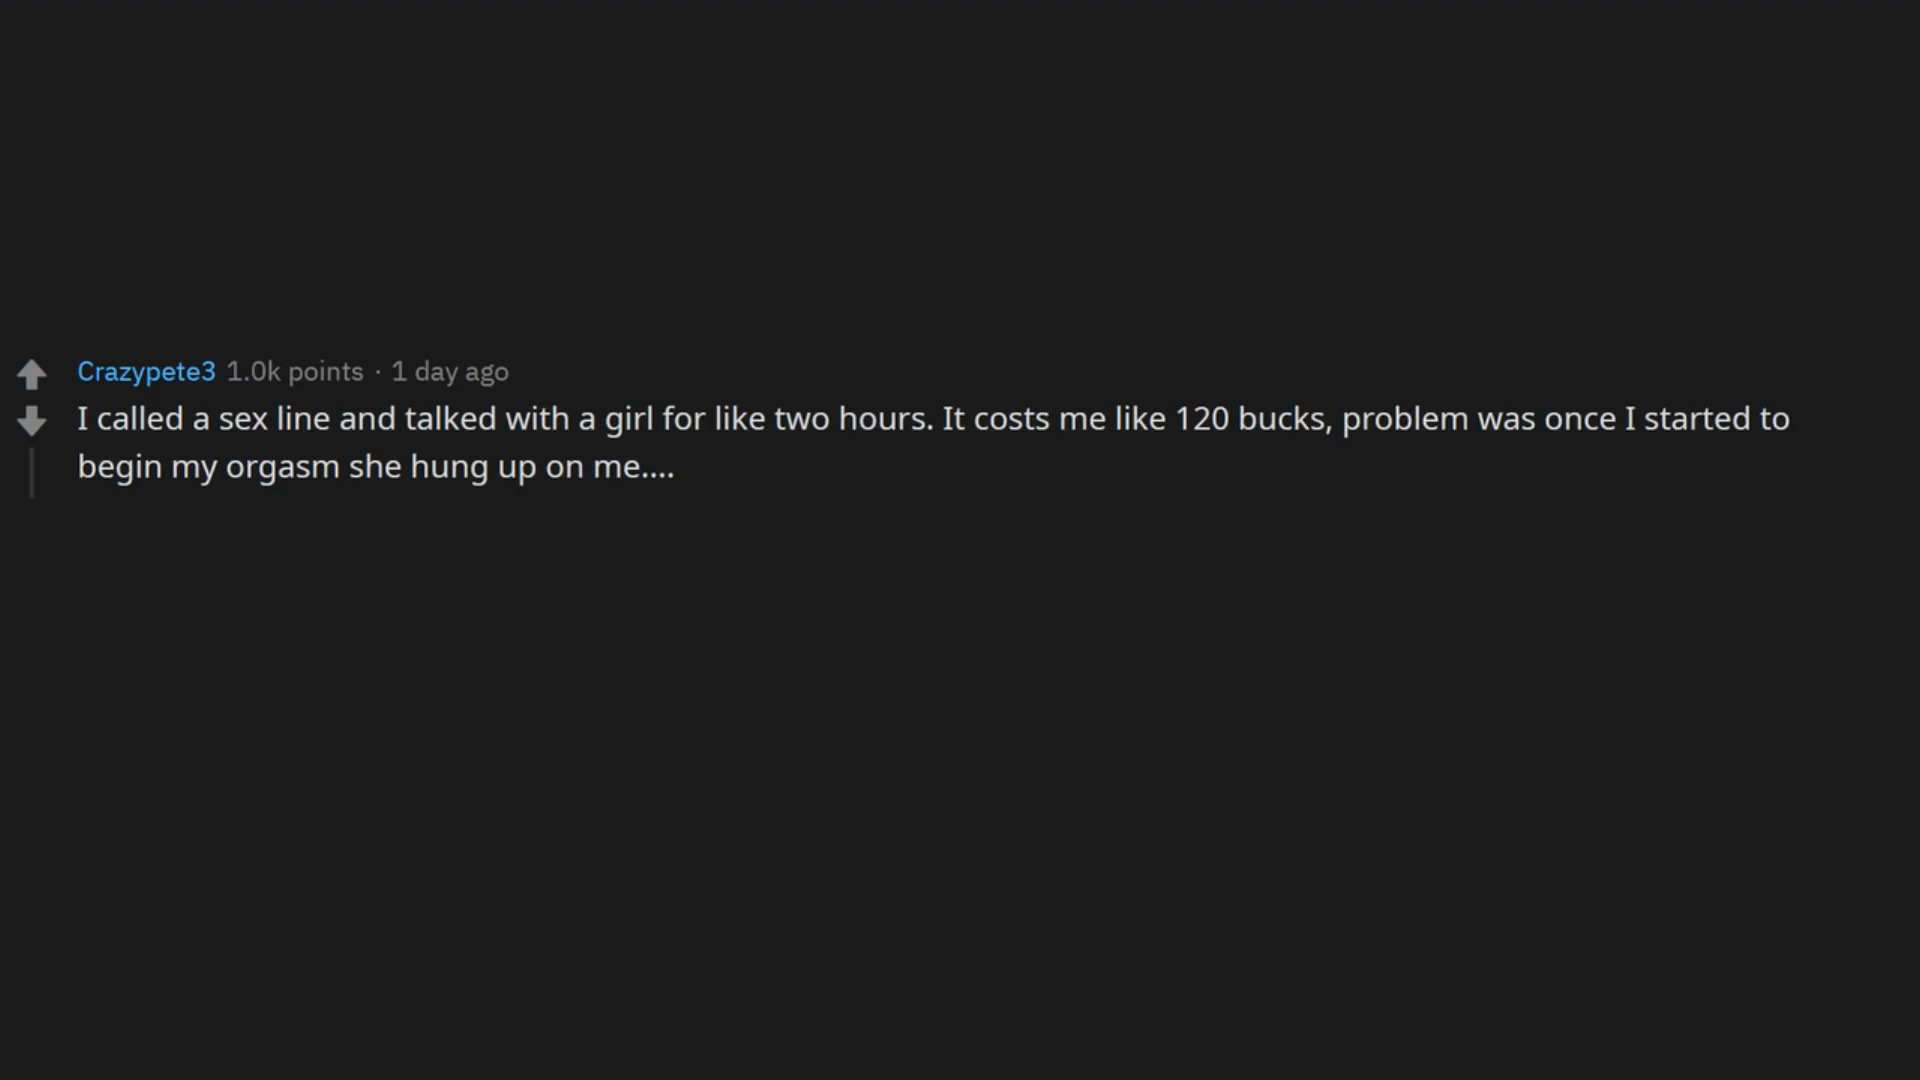 Crazypete3 1.0k points · 1 day ago
I called a sex line and talked with a girl for like two hours. It costs me like 120 bucks, problem was once I started to
begin my orgasm she hung up on me....